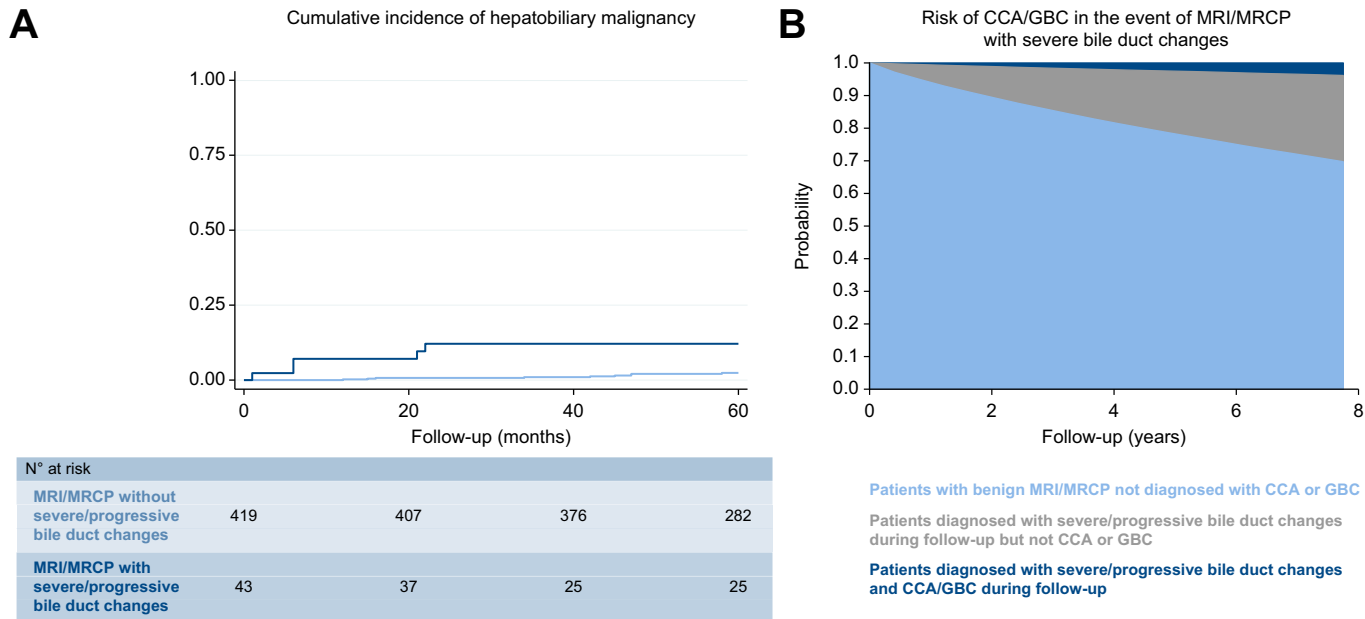 A
Cumulative incidence of hepatobiliary malignancy
1.00
0.75
0.50
0.25
0.00
0
20
40
60
Follow-up (months)
N° at risk
MRI/MRCP without
severe/progressive
bile duct changes
419
407
376
282
MRI/MRCP with
severe/progressive
bile duct changes
43
37
25
25
B
Risk of CCA/GBC in the event of MRI/MRCP
with severe bile duct changes
Probability
1.0
0.9
0.8
0.7
0.6
0.5
0.4
0.3
0.2
0.1
0.0
0
2
4
6
8
Follow-up (years)
Patients with benign MRI/MRCP not diagnosed with CCA or GBC
Patients diagnosed with severe/progressive bile duct changes
during follow-up but not CCA or GBC
Patients diagnosed with severe/progressive bile duct changes
and CCA/GBC during follow-up